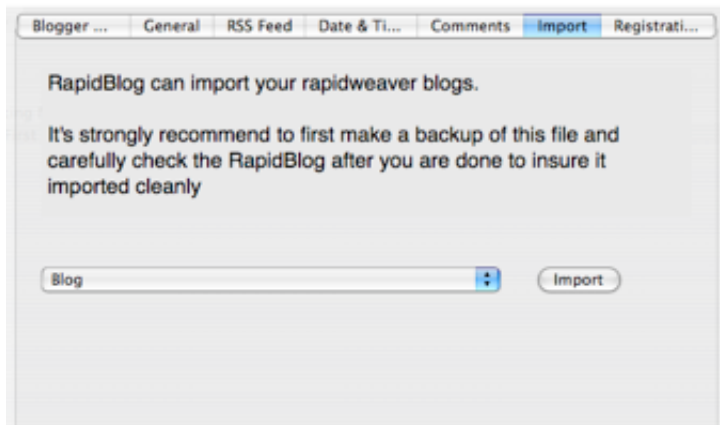 Blogger ... General RSS Feed Date & Ti... Comments Import Registrati...
RapidBlog can import your rapidweaver blogs.
It's strongly recommend to first make a backup of this file and
carefully check the RapidBlog after you are done to insure it
imported cleanly
Blog Import